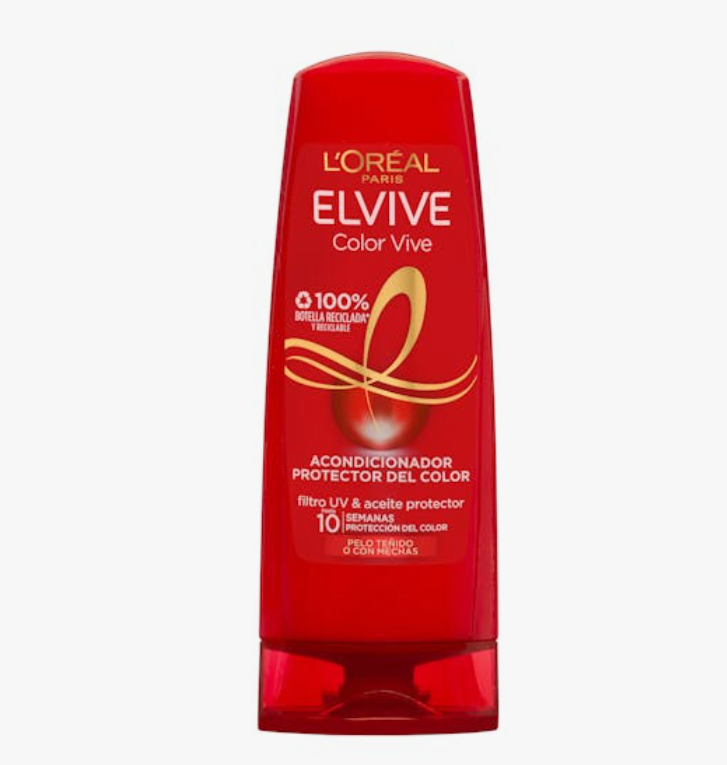 L'ORÉAL
PARIS
ELVIVE
Color Vive
100%
BOTELLA RECICLADA*
Y RECICLABLE
ACONDICIONADOR
PROTECTOR DEL COLOR
filtro UV & aceite protector
Hasta
10 SEMANAS
PROTECCIÓN DEL COLOR
PELO TEÑIDO
O CON MECHAS